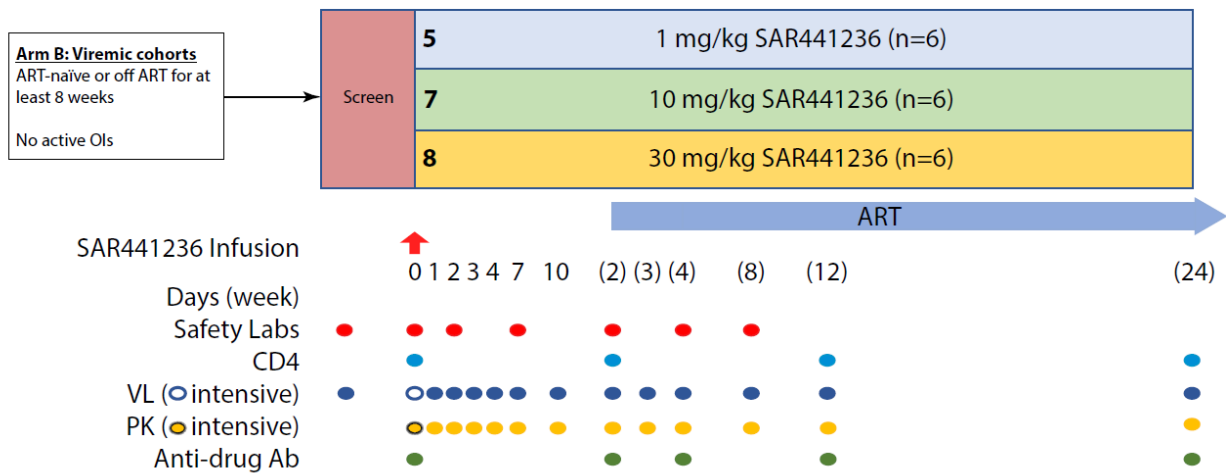 Arm B: Viremic cohorts
ART-naïve or off ART for at
least 8 weeks
No active OIs
Screen
5 1 mg/kg SAR441236 (n=6)
7 10 mg/kg SAR441236 (n=6)
8 30 mg/kg SAR441236 (n=6)
ART
SAR441236 Infusion
0 1 2 3 4 7 10 (2) (3) (4) (8) (12) (24)
Days (week)
Safety Labs
CD4
VL ( intensive)
PK ( intensive)
Anti-drug Ab